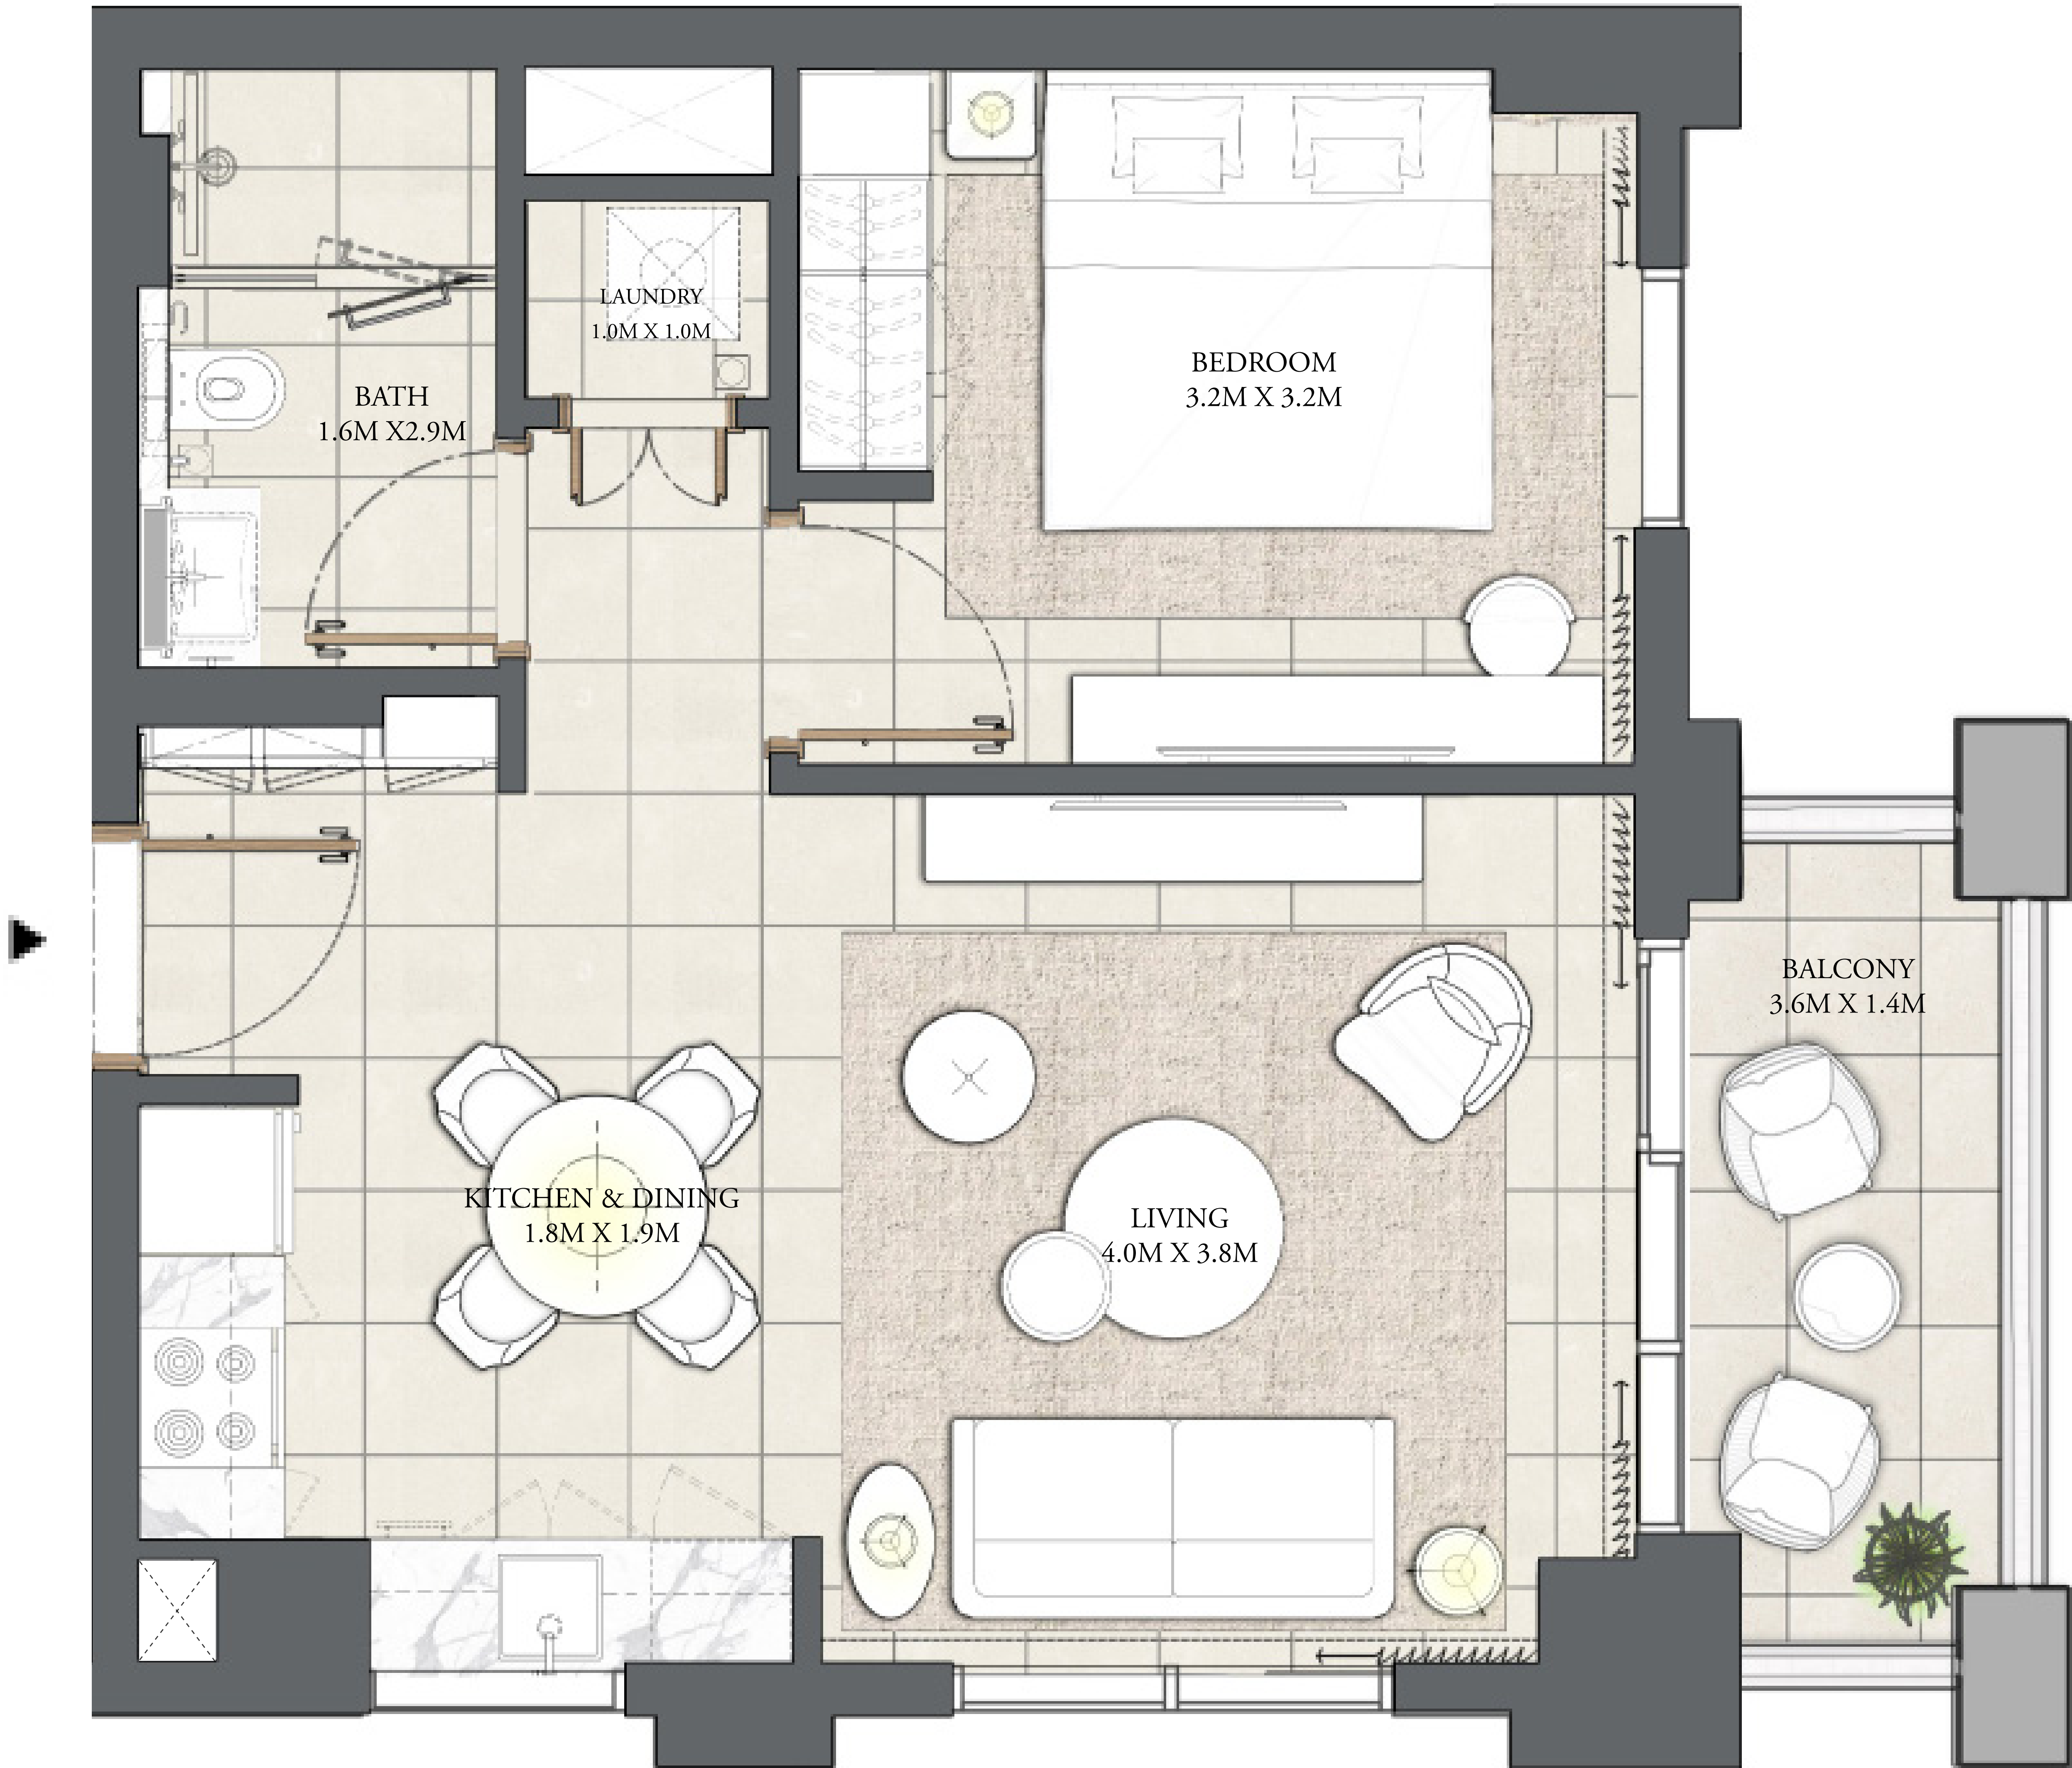 LAUNDRY
1.0M X 1.0M
BEDROOM
3.2M X 3.2M
BATH
1.6M X2.9M
BALCONY
3.6M X 1.4M
KITCHEN & DINING
1.8M X 1.9M
LIVING
4.0M X 3.8M